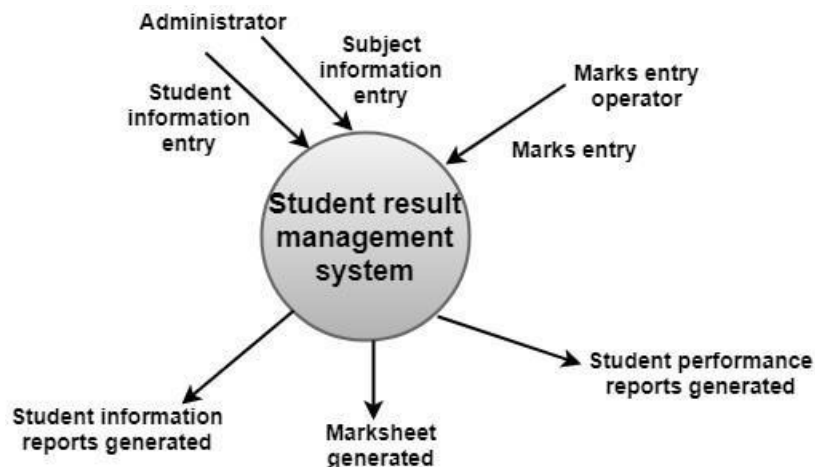 Administrator
Subject
information
entry
Student
information
entry
Marks entry
operator
Marks entry
Student result
management
system
Student performance
reports generated
Student information
reports generated
Marksheet
generated